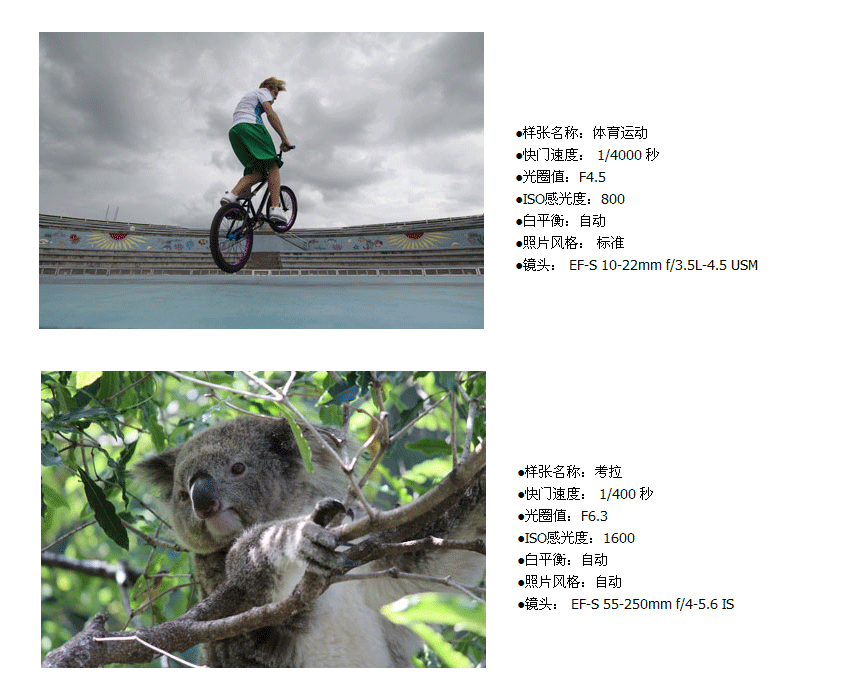 ●样张名称：体育运动
●快门速度： 1/4000 秒
●光圈值：F4.5
●ISO感光度：800
●白平衡：自动
●照片风格： 标准
●镜头： EF-S 10-22mm f/3.5L-4.5 USM
●样张名称：考拉
●快门速度： 1/400 秒
●光圈值：F6.3
●ISO感光度：1600
●白平衡：自动
●照片风格：自动
●镜头： EF-S 55-250mm f/4-5.6 IS